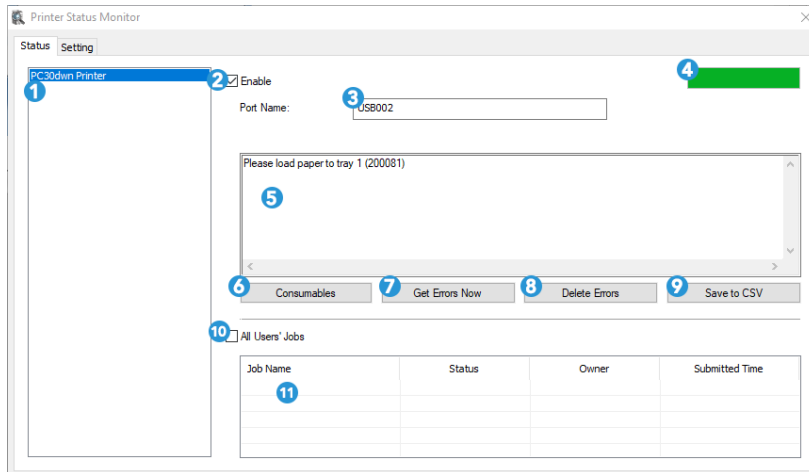 Printer Status Monitor
Status Setting
PC30dwn Printer
1
2 Enable
4
Port Name: 3 USB002
Please load paper to tray 1 (200081)
5
6 Consumables 7 Get Errors Now 8 Delete Errors 9 Save to CSV
10 All Users' Jobs
Job Name Status Owner Submitted Time
11